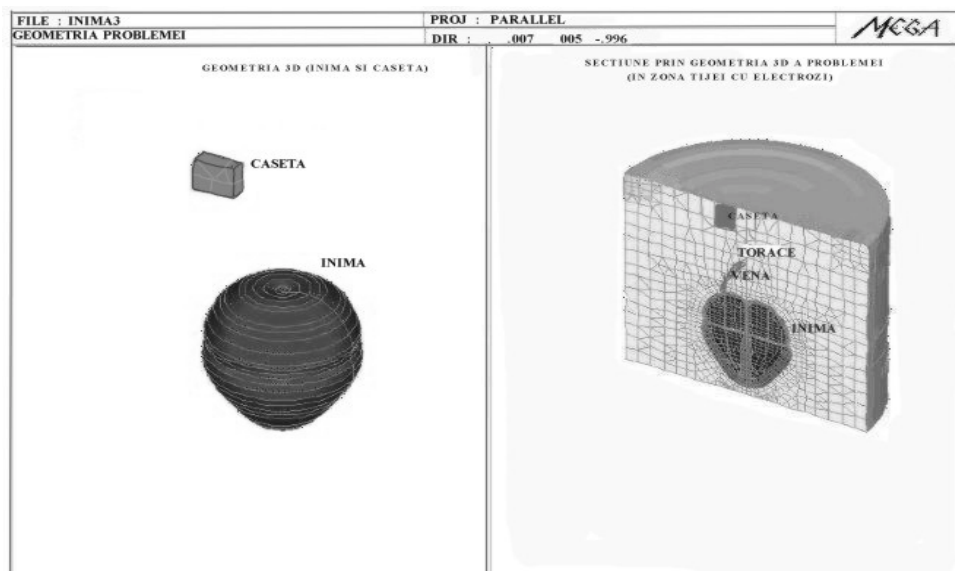 FILE : INIMA3
PROJ : PARALLEL
MEGA
GEOMETRIA PROBLEMEI
DIR : . .007 005 -.996
GEOMETRIA 3D (INIMA SI CASETA)
CASETA
INIMA
SECTIUNE PRIN GEOMETRIA 3D A PROBLEMEI
(IN ZONA TIJEI CU ELECTROZI)
CASETA
TORACE
VENA
INIMA